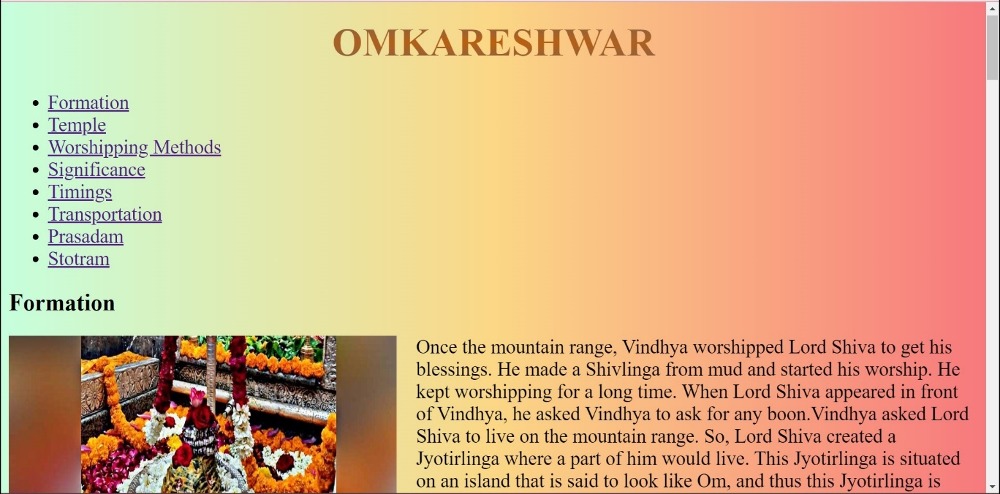 OMKARESHWAR
Formation
Temple
Worshipping Methods
Significance
Timings
Transportation
Prasadam
Stotram
Formation
Once the mountain range, Vindhya worshipped Lord Shiva to get his
blessings. He made a Shivlinga from mud and started his worship. He
kept worshipping for a long time. When Lord Shiva appeared in front
of Vindhya, he asked Vindhya to ask for any boon.Vindhya asked Lord
Shiva to live on the mountain range. So, Lord Shiva created a
Jyotirlinga where a part of him would live. This Jyotirlinga is situated
on an island that is said to look like Om, and thus this Jyotirlinga is